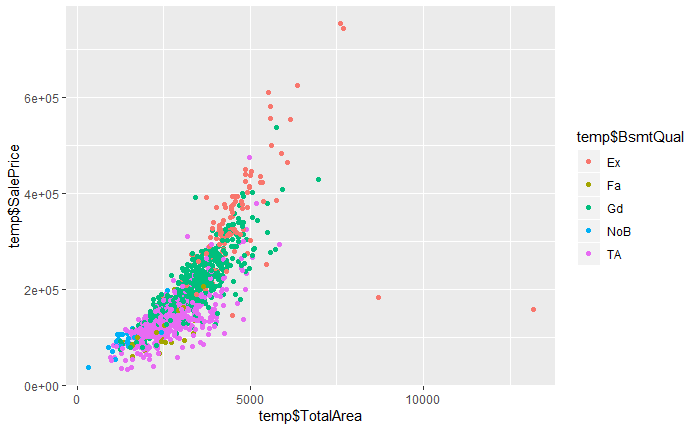 temp$SalePrice
6e+05
4e+05
2e+05
0e+00
0
5000
10000
temp$TotalArea
temp$BsmtQual
Ex
Fa
Gd
NoB
TA